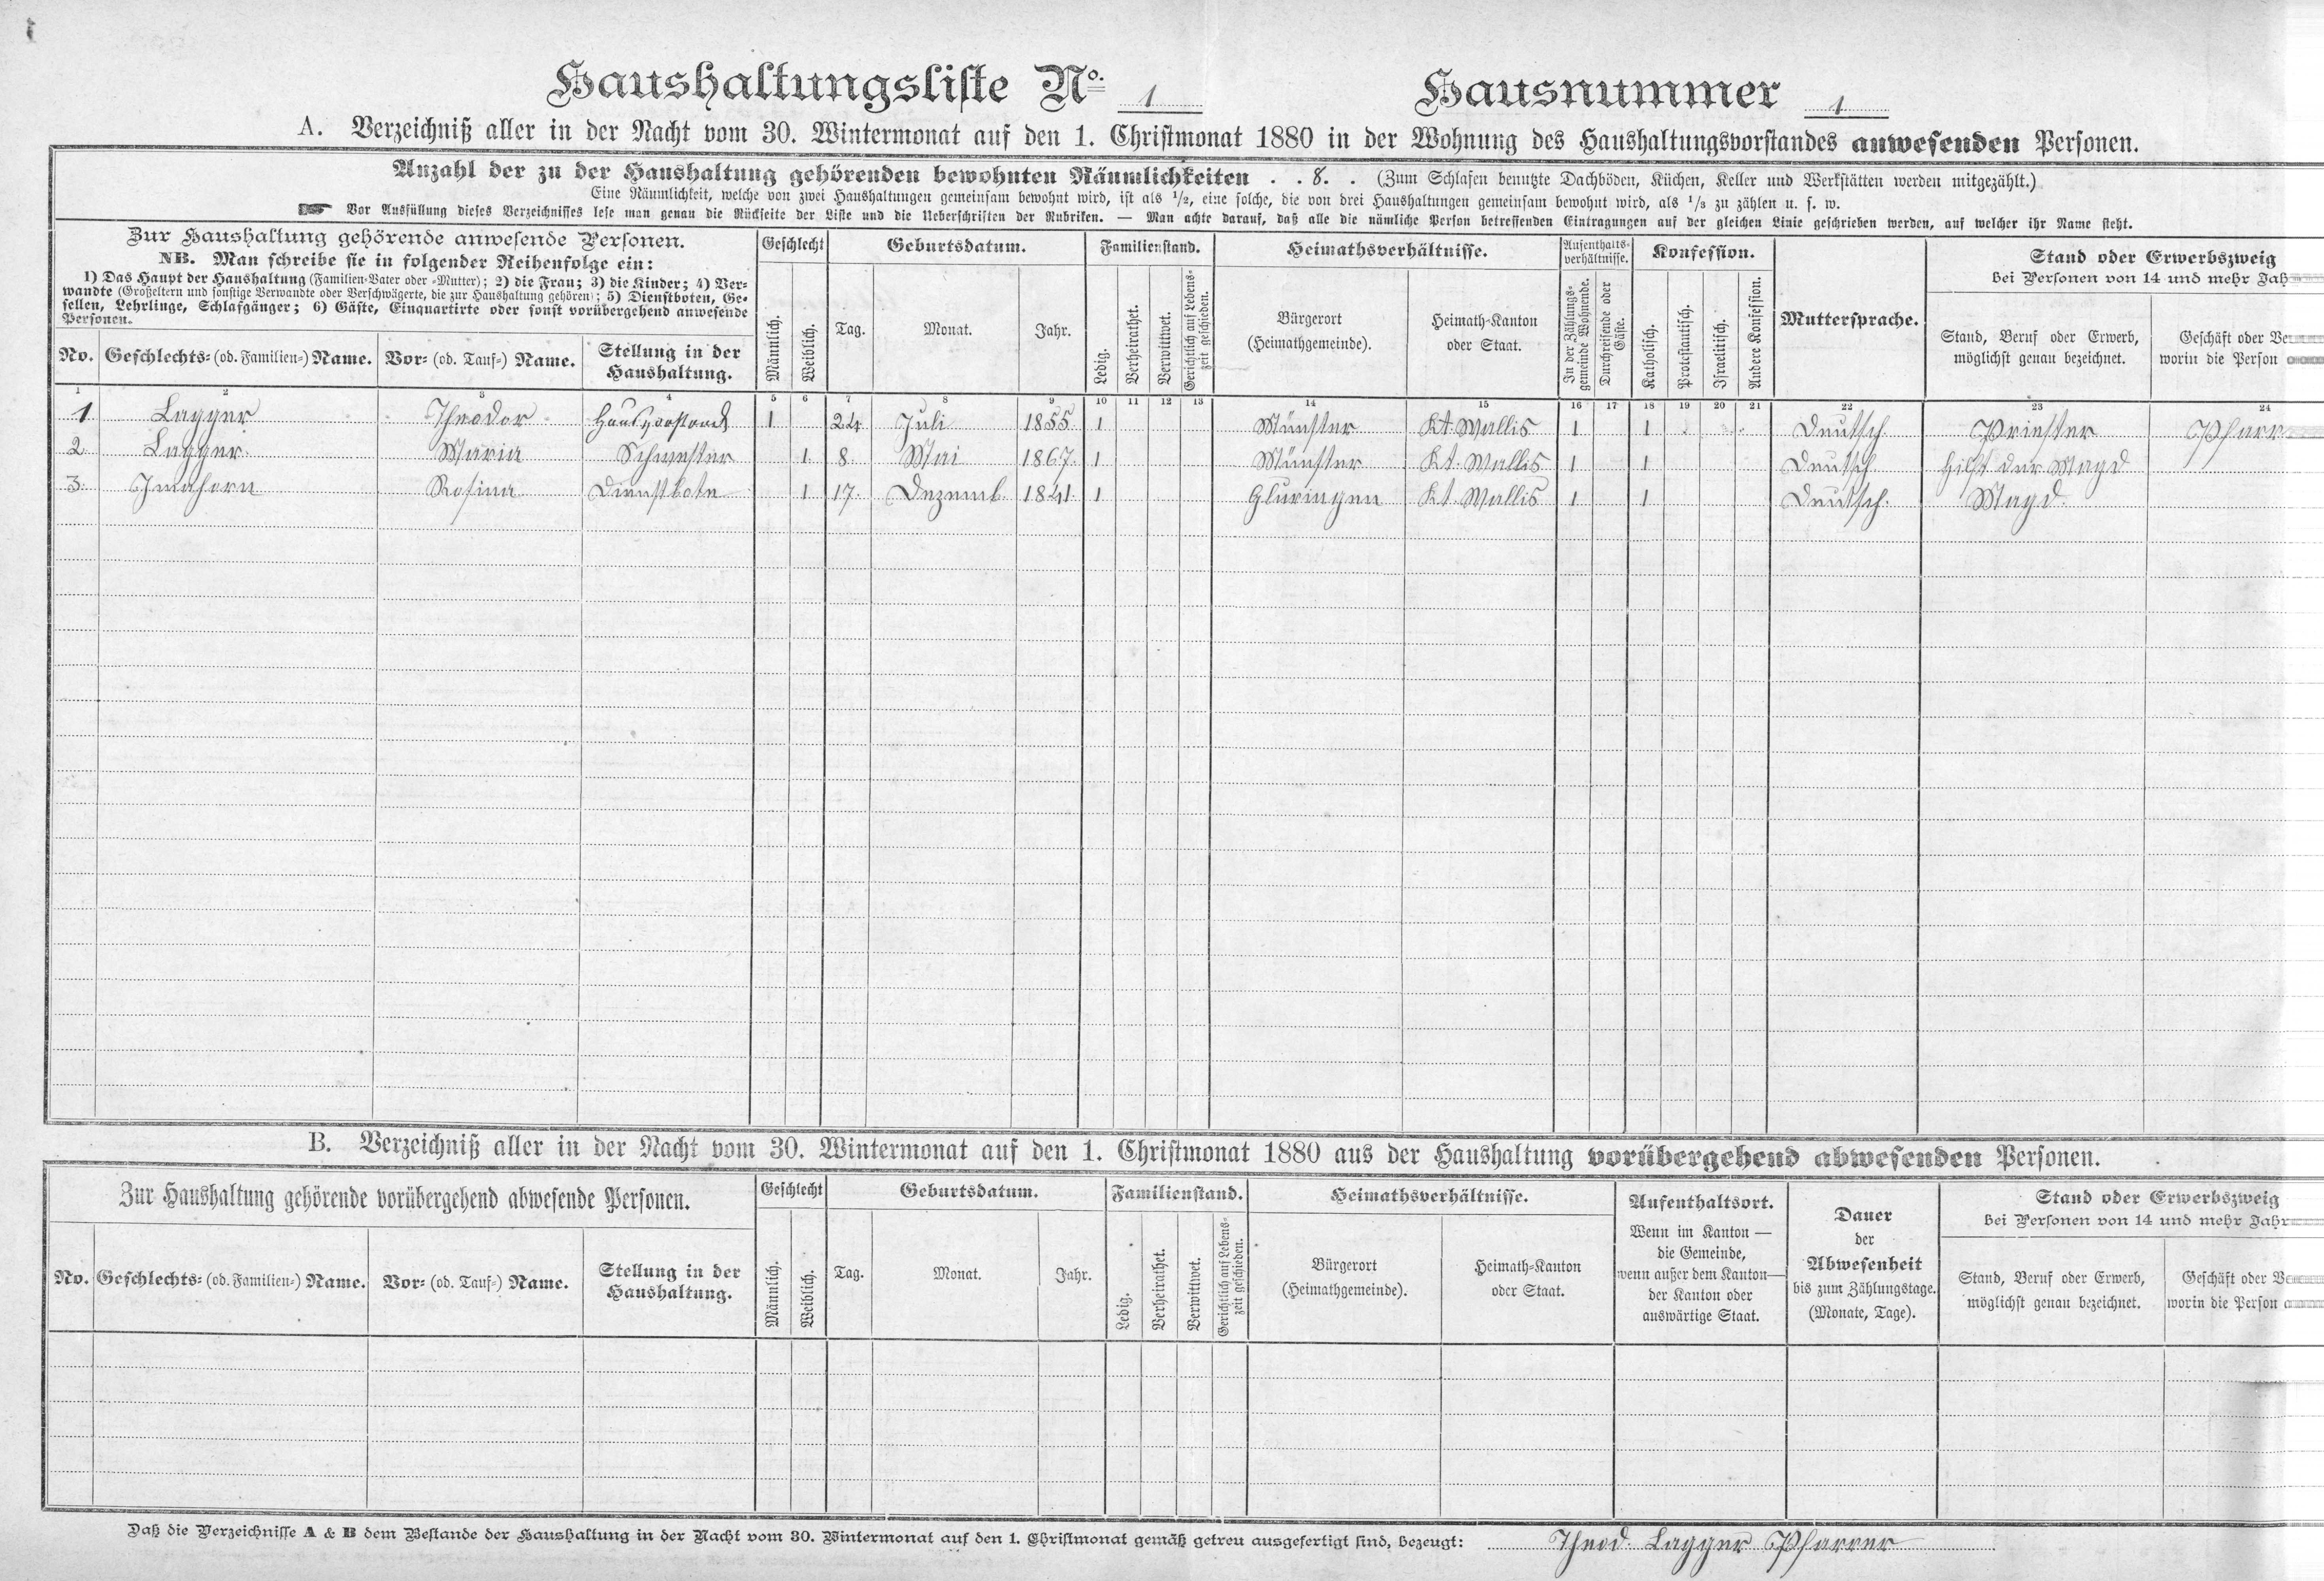 Haushaltungsliste No. 1 Hausnummer 1
A. Verzeichniß aller in der Nacht vom 30. Wintermonat auf den 1. Christmonat 1880 in der Wohnung des Haushaltungsvorstandes anwesenden Personen.
Anzahl der zu der Haushaltung gehörenden bewohnten Räumlichkeiten . . 8. . (Zum Schlafen benutzte Dachböden, Küchen, Keller und Werkstätten werden mitgezählt.)
Eine Räumlichkeit, welche von zwei Haushaltungen gemeinsam bewohnt wird, ist als 1/2, eine solche, die von drei Haushaltungen gemeinsam bewohnt wird, als 1/3 zu zählen u. s. w.
☛ Vor Ausfüllung dieses Verzeichnisses lese man genau die Rückseite der Liste und die Ueberschriften der Rubriken. — Man achte darauf, daß alle die nämliche Person betreffenden Eintragungen auf der gleichen Linie geschrieben werden, auf welcher ihr Name steht.
Zur Haushaltung gehörende anwesende Personen.
NB. Man schreibe sie in folgender Reihenfolge ein:
1) Das Haupt der Haushaltung (Familien-Vater oder -Mutter); 2) die Frau; 3) die Kinder; 4) Ver-
wandte (Großeltern und sonstige Verwandte oder Verschwägerte, die zur Haushaltung gehören); 5) Dienstboten, Ge-
sellen, Lehrlinge, Schlafgänger; 6) Gäste, Einquartirte oder sonst vorübergehend anwesende
Personen.
No. Geschlechts- (od. Familien-) Name. Vor- (od. Tauf-) Name. Stellung in der
Haushaltung.
Geschlecht
Männlich. Weiblich.
Geburtsdatum.
Tag. Monat. Jahr.
Familienstand.
Ledig. Verheirathet. Verwittwet. Gerichtlich auf Lebens-
zeit geschieden.
Heimathsverhältnisse.
Bürgerort
(Heimathgemeinde).
Heimath-Kanton
oder Staat.
Aufenthalts-
verhältnisse.
In der Zählungs-
gemeinde Wohnende.
Durchreisende oder
Gäste.
Konfession.
Katholisch. Protestantisch. Israelitisch. Andere Konfession.
Muttersprache.
Stand oder Erwerbszweig
bei Personen von 14 und mehr Jah
Stand, Beruf oder Erwerb,
möglichst genau bezeichnet.
Geschäft oder
worin die Person
1 2 3 4 5 6 7 8 9 10 11 12 13 14 15 16 17 18 19 20 21 22 23 24
1 Lagger Theodor Hausvorstand 1 24 Juli 1855 1 Münster Kt Wallis 1 1 Deutsch Priester Pfarr
2 Lagger Maria Schwester 1 8. Mai 1867. 1 Münster Kt. Wallis 1 1 Deutsch Hilft der Magd
3. Imahorn Rosina Dienstbote 1 17. Dezemb. 1841. 1 Gluringen Kt. Wallis 1 1 Deutsch. Magd.
B. Verzeichniß aller in der Nacht vom 30. Wintermonat auf den 1. Christmonat 1880 aus der Haushaltung vorübergehend abwesenden Personen.
Zur Haushaltung gehörende vorübergehend abwesende Personen.
No. Geschlechts- (od. Familien-) Name. Vor- (od. Tauf-) Name. Stellung in der
Haushaltung.
Geschlecht
Männlich. Weiblich.
Geburtsdatum.
Tag. Monat. Jahr.
Familienstand.
Ledig. Verheirathet. Verwittwet. Gerichtlich auf Lebens-
zeit geschieden.
Heimathsverhältnisse.
Bürgerort
(Heimathgemeinde).
Heimath-Kanton
oder Staat.
Aufenthaltsort.
Wenn im Kanton —
die Gemeinde,
wenn außer dem Kanton—
der Kanton oder
auswärtige Staat.
Dauer
der
Abwesenheit
bis zum Zählungstage.
(Monate, Tage).
Stand oder Erwerbszweig
bei Personen von 14 und mehr Jahr
Stand, Beruf oder Erwerb,
möglichst genau bezeichnet.
Geschäft oder
worin die Person
Daß die Verzeichnisse A & B dem Bestande der Haushaltung in der Nacht vom 30. Wintermonat auf den 1. Christmonat gemäß getreu ausgefertigt sind, bezeugt: Theod. Lagger Pfarrer